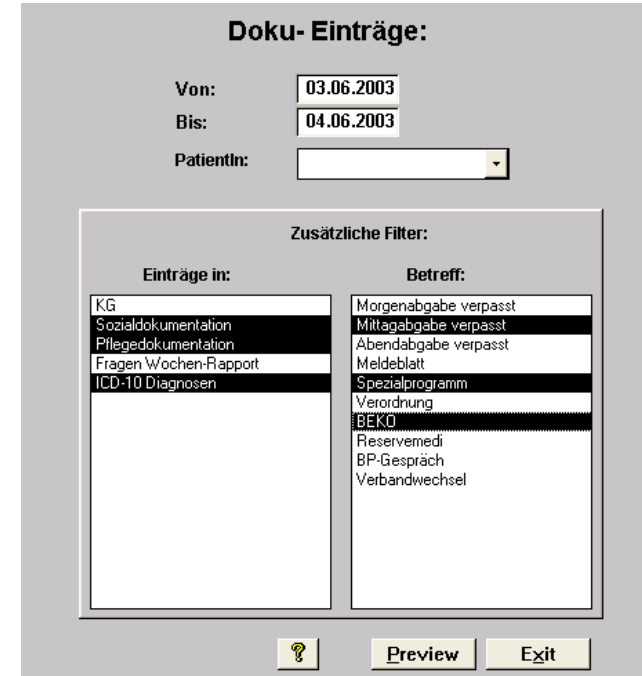 Doku- Einträge:
Von: 03.06.2003
Bis: 04.06.2003
PatientIn:
Zusätzliche Filter:
Einträge in:
KG
Sozialdokumentation
Pflegedokumentation
Fragen Wochen-Rapport
ICD-10 Diagnosen
Betreff:
Morgenabgabe verpasst
Mittagabgabe verpasst
Abendabgabe verpasst
Meldeblatt
Spezialprogramm
Verordnung
BEKO
Reservemedi
BP-Gespräch
Verbandwechsel
? Preview Exit